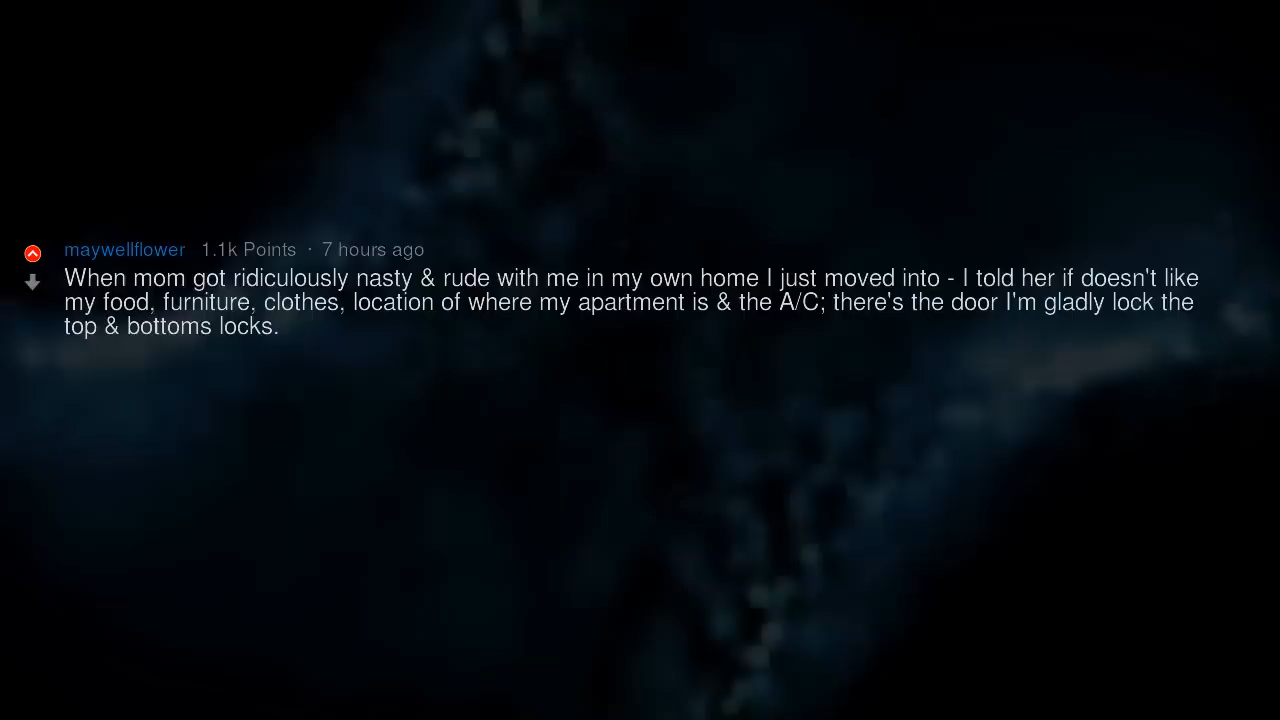 maywellflower 1.1k Points · 7 hours ago
When mom got ridiculously nasty & rude with me in my own home I just moved into - I told her if doesn't like
my food, furniture, clothes, location of where my apartment is & the A/C; there's the door I'm gladly lock the
top & bottoms locks.